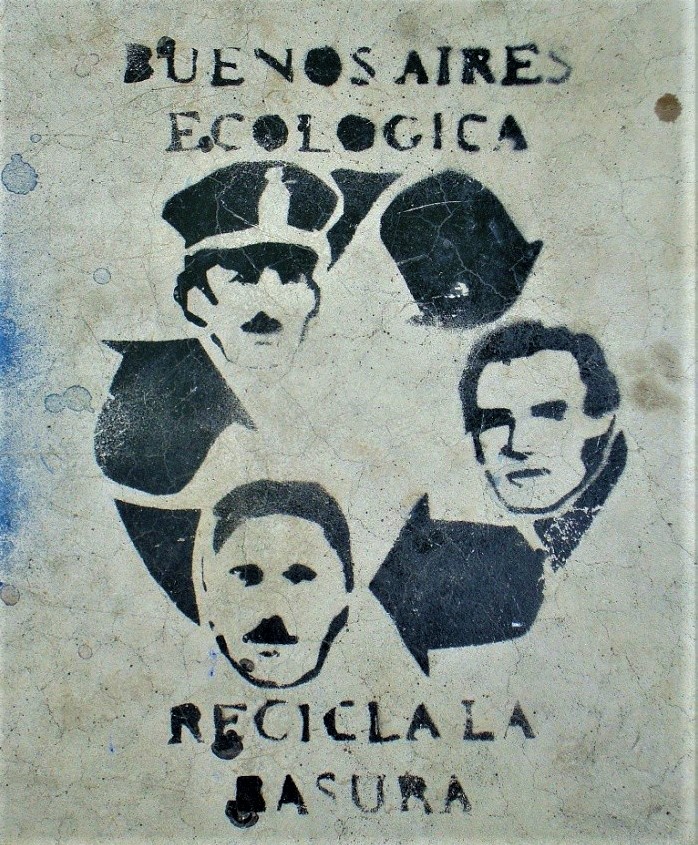 BUENOS AIRES
ECOLOGICA
RECICLA LA
BASURA